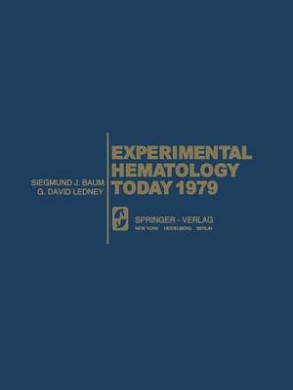 EXPERIMENTAL
HEMATOLOGY
TODAY 1979
SIEGMUND J. BAUM
G. DAVID LEDNEY
SPRINGER - VERLAG
NEW YORK HEIDELBERG BERLIN